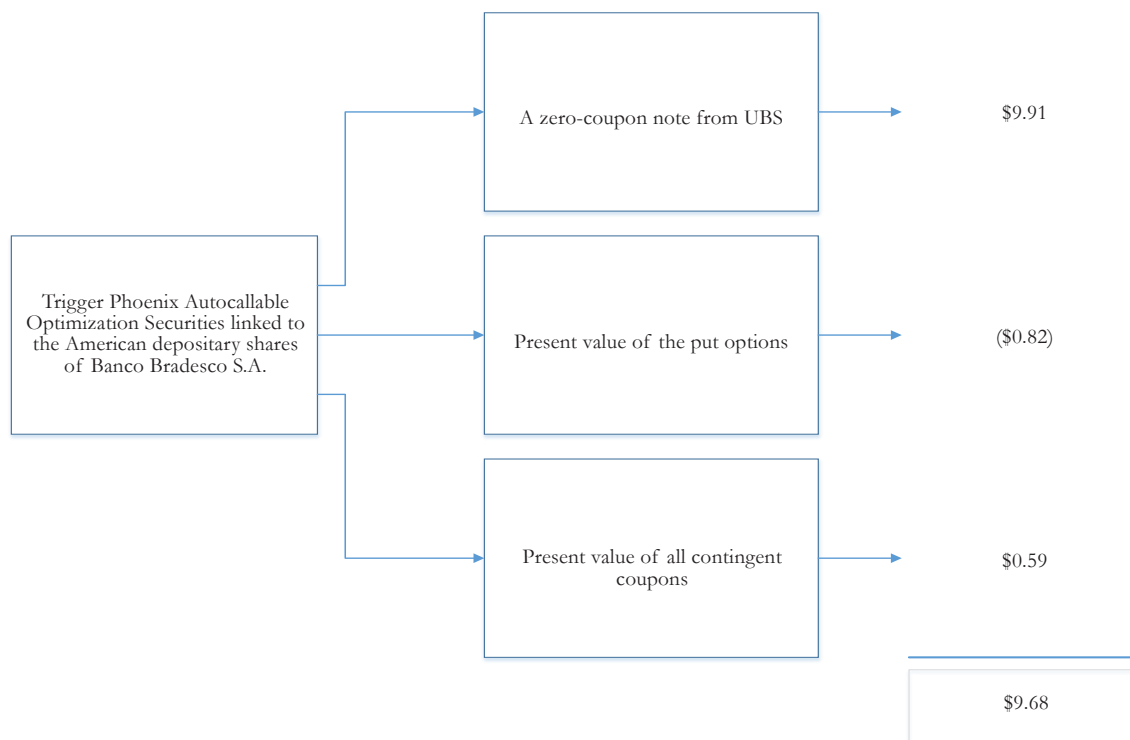 A zero-coupon note from UBS
$9.91
Trigger Phoenix Autocallable
Optimization Securities linked to
the American depositary shares
of Banco Bradesco S.A.
Present value of the put options
($0.82)
Present value of all contingent
coupons
$0.59
$9.68